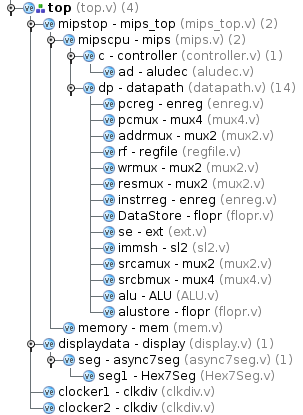 top (top.v) (4)
mipstop - mips_top (mips_top.v) (2)
mipscpu - mips (mips.v) (2)
c - controller (controller.v) (1)
ad - aludec (aludec.v)
dp - datapath (datapath.v) (14)
pcreg - enreg (enreg.v)
pcmux - mux4 (mux4.v)
addrmux - mux2 (mux2.v)
rf - regfile (regfile.v)
wrmux - mux2 (mux2.v)
resmux - mux2 (mux2.v)
instrreg - enreg (enreg.v)
DataStore - flopr (flopr.v)
se - ext (ext.v)
immsh - sl2 (sl2.v)
srcamux - mux2 (mux2.v)
srcbmux - mux4 (mux4.v)
alu - ALU (ALU.v)
alustore - flopr (flopr.v)
memory - mem (mem.v)
displaydata - display (display.v) (1)
seg - async7seg (async7seg.v) (1)
seg1 - Hex7Seg (Hex7Seg.v)
clocker1 - clkdiv (clkdiv.v)
clocker2 - clkdiv (clkdiv.v)